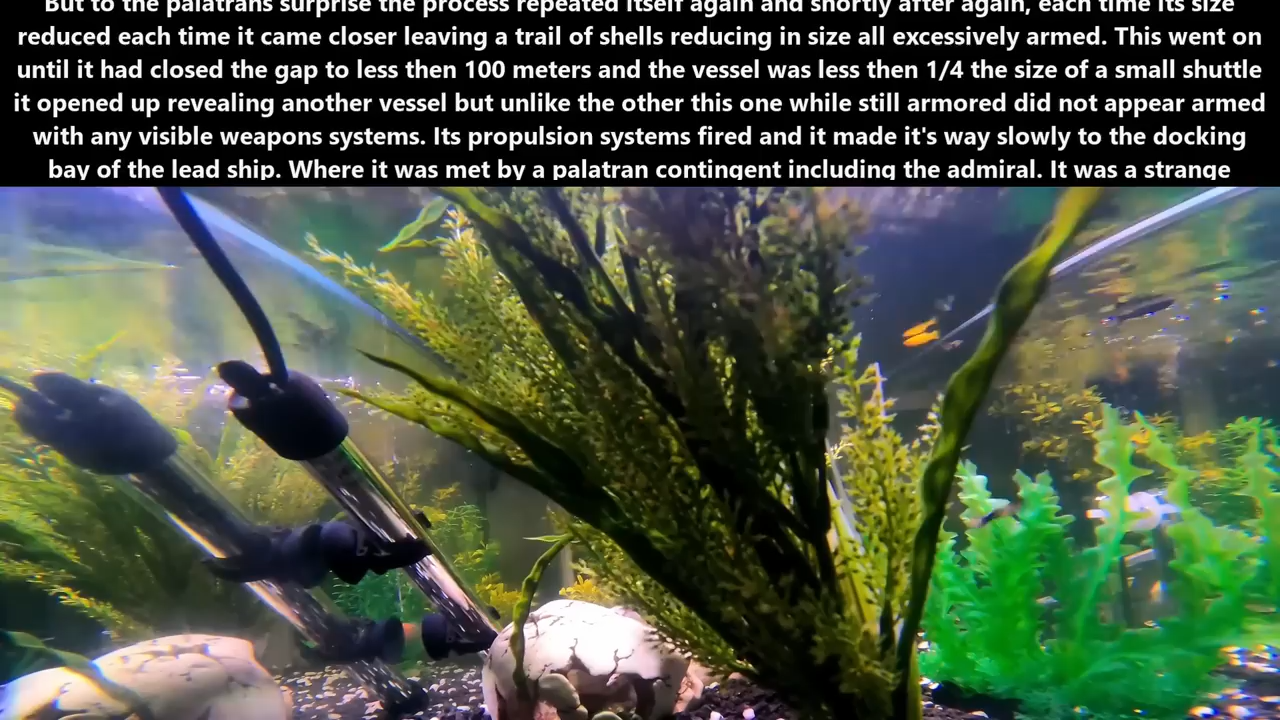 But to the palatrans surprise the process repeated itself again and shortly after again, each time its size
reduced each time it came closer leaving a trail of shells reducing in size all excessively armed. This went on
until it had closed the gap to less then 100 meters and the vessel was less then 1/4 the size of a small shuttle
it opened up revealing another vessel but unlike the other this one while still armored did not appear armed
with any visible weapons systems. Its propulsion systems fired and it made it's way slowly to the docking
bay of the lead ship. Where it was met by a palatran contingent including the admiral. It was a strange